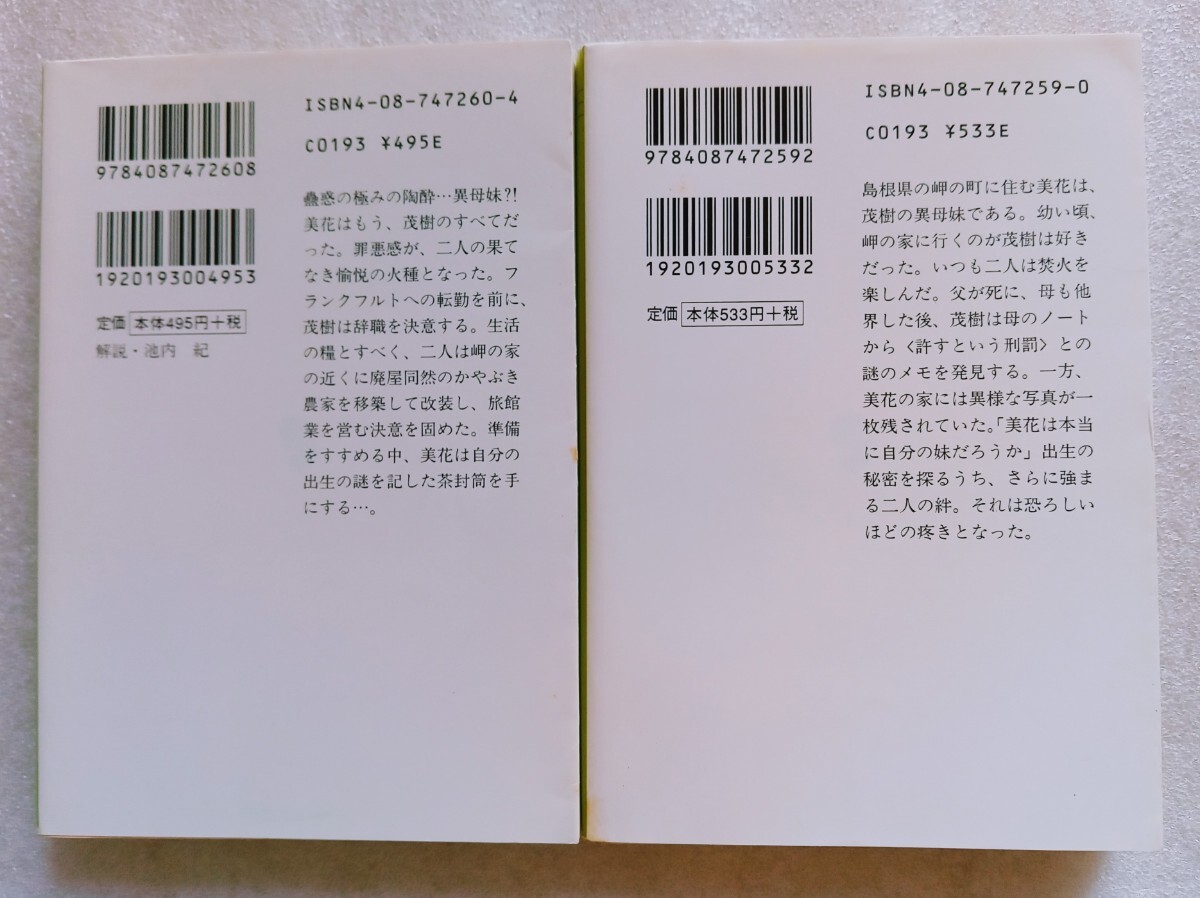 ISBN4-08-747260-4
C0193 ¥495E
9784087472608
1920193004953
定価 本体495円+税
解説・池内 紀
蠱惑の極みの陶酔…異母妹?!
美花はもう、茂樹のすべてだ
った。罪悪感が、二人の果て
なき愉悦の火種となった。フ
ランクフルトへの転勤を前に、
茂樹は辞職を決意する。生活
の糧とすべく、二人は岬の家
の近くに廃屋同然のかやぶき
農家を移築して改装し、旅館
業を営む決意を固めた。準備
をすすめる中、美花は自分の
出生の謎を記した茶封筒を手
にする…。
ISBN4-08-747259-0
C0193 ¥533E
9784087472592
1920193005332
定価 本体533円+税
島根県の岬の町に住む美花は、
茂樹の異母妹である。幼い頃、
岬の家に行くのが茂樹は好き
だった。いつも二人は焚火を
楽しんだ。父が死に、母も他
界した後、茂樹は母のノート
から〈許すという刑罰〉との
謎のメモを発見する。一方、
美花の家には異様な写真が一
枚残されていた。「美花は本当
に自分の妹だろうか」出生の
秘密を探るうち、さらに強ま
る二人の絆。それは恐ろしい
ほどの疼きとなった。